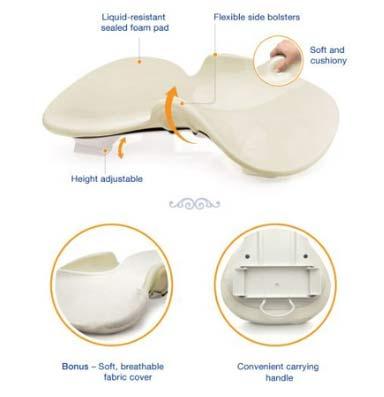 Liquid-resistant
sealed foam pad
Flexible side bolsters
Soft and
cushiony
Height adjustable
Bonus – Soft, breathable
fabric cover
Convenient carrying
handle